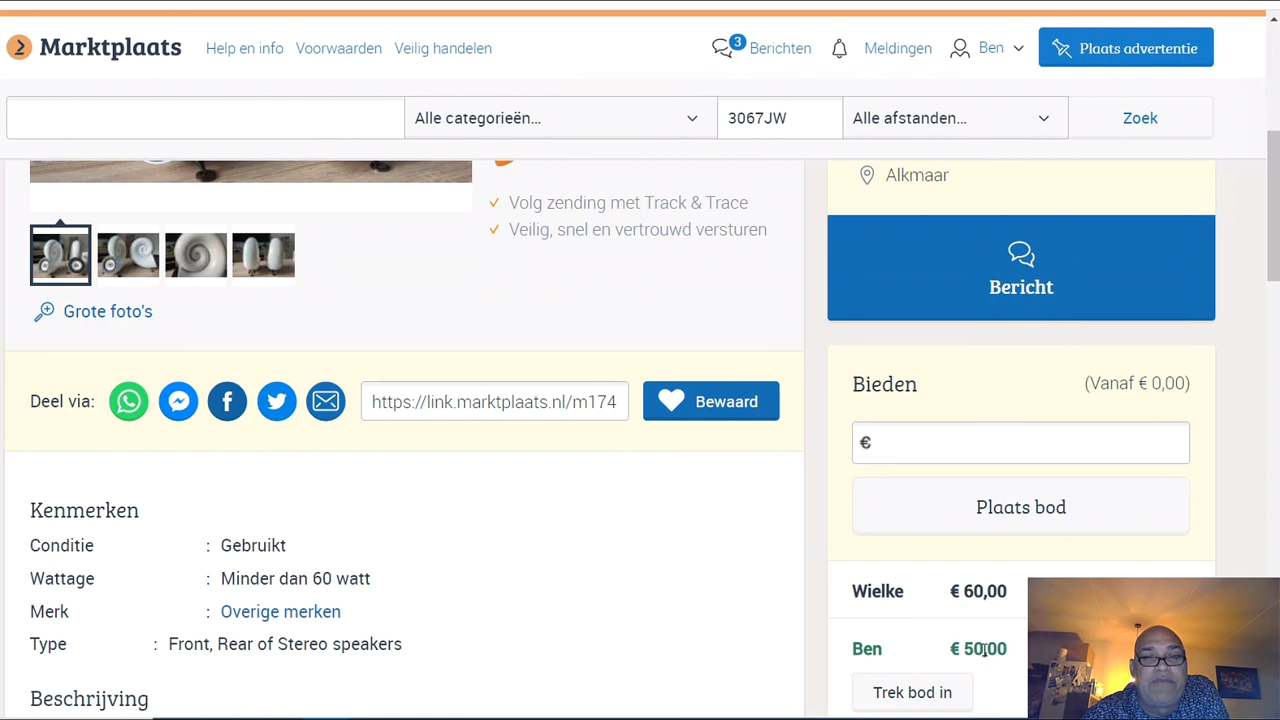 Marktplaats
Help en info
Voorwaarden
Veilig handelen
3
Berichten
Meldingen
Ben
Plaats advertentie
Alle categorieën...
3067JW
Alle afstanden...
Zoek
Volg zending met Track & Trace
Veilig, snel en vertrouwd versturen
Alkmaar
Bericht
Grote foto's
Deel via:
https://link.marktplaats.nl/m174
Bewaard
Bieden
(Vanaf € 0,00)
€
Plaats bod
Kenmerken
Conditie : Gebruikt
Wattage : Minder dan 60 watt
Merk : Overige merken
Type : Front, Rear of Stereo speakers
Wielke € 60,00
Ben € 50,00
Trek bod in
Beschrijving